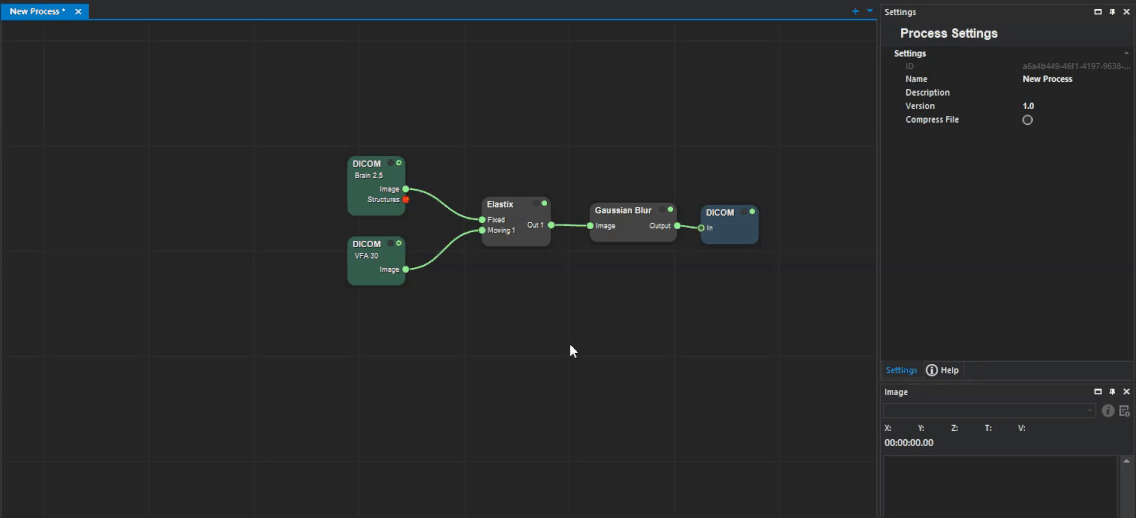 New Process *
DICOM
Brain 2.5
Image
Structures
DICOM
VFA 30
Image
Elastix
Fixed
Moving 1
Out 1
Gaussian Blur
Image
Output
DICOM
In
Settings
Process Settings
Settings
ID a6a4b449-46f1-4197-9638-...
Name New Process
Description
Version 1.0
Compress File
Settings Help
Image
X: Y: Z: T: V:
00:00:00.00